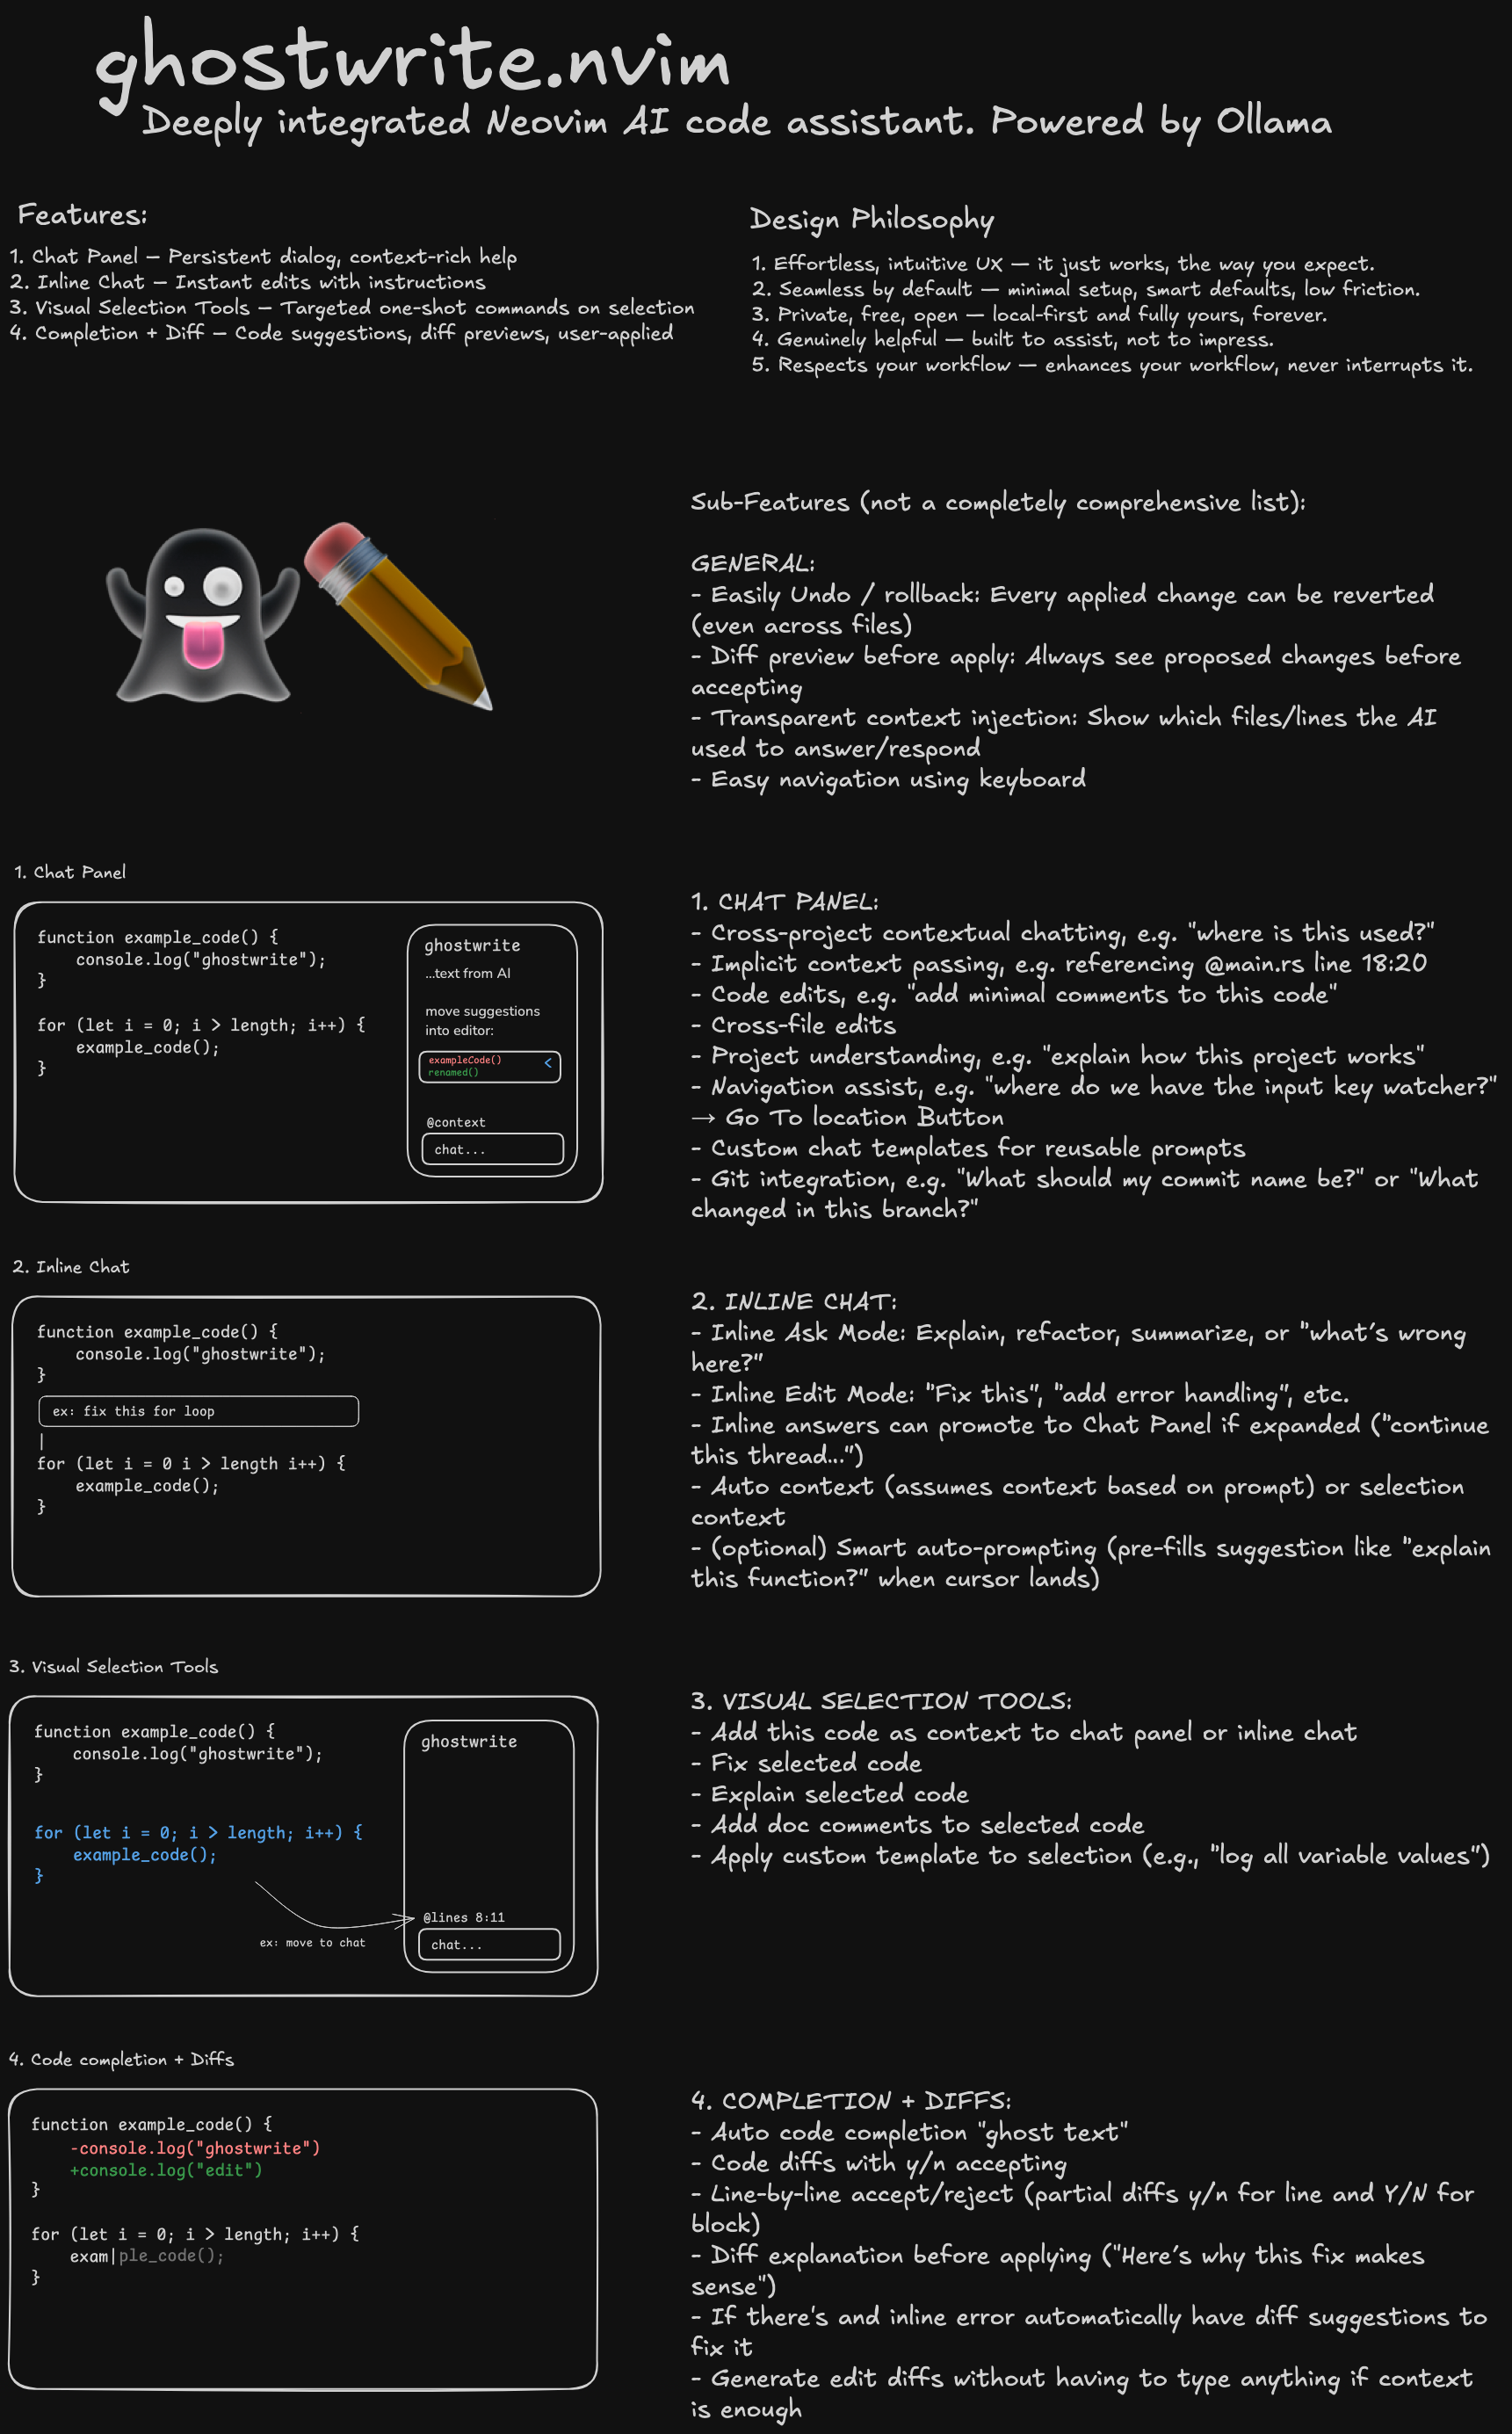 ghostwrite.nvim
Deeply integrated Neovim AI code assistant. Powered by Ollama
Features:
1. Chat Panel — Persistent dialog, context-rich help
2. Inline Chat — Instant edits with instructions
3. Visual Selection Tools — Targeted one-shot commands on selection
4. Completion + Diff — Code suggestions, diff previews, user-applied
Design Philosophy
1. Effortless, intuitive UX — it just works, the way you expect.
2. Seamless by default — minimal setup, smart defaults, low friction.
3. Private, free, open — local-first and fully yours, forever.
4. Genuinely helpful — built to assist, not to impress.
5. Respects your workflow — enhances your workflow, never interrupts it.
Sub-Features (not a completely comprehensive list):
GENERAL:
- Easily Undo / rollback: Every applied change can be reverted
(even across files)
- Diff preview before apply: Always see proposed changes before
accepting
- Transparent context injection: Show which files/lines the AI
used to answer/respond
- Easy navigation using keyboard
1. Chat Panel
function example_code() {
    console.log("ghostwrite");
}
for (let i = 0; i > length; i++) {
    example_code();
}
ghostwrite
...text from AI
move suggestions
into editor:
exampleCode() <
renamed()
@context
chat...
1. CHAT PANEL:
- Cross-project contextual chatting, e.g. "where is this used?"
- Implicit context passing, e.g. referencing @main.rs line 18:20
- Code edits, e.g. "add minimal comments to this code"
- Cross-file edits
- Project understanding, e.g. "explain how this project works"
- Navigation assist, e.g. "where do we have the input key watcher?"
→ Go To location Button
- Custom chat templates for reusable prompts
- Git integration, e.g. "What should my commit name be?" or "What
changed in this branch?"
2. Inline Chat
function example_code() {
    console.log("ghostwrite");
}
ex: fix this for loop
|
for (let i = 0 i > length i++) {
    example_code();
}
2. INLINE CHAT:
- Inline Ask Mode: Explain, refactor, summarize, or "what's wrong
here?"
- Inline Edit Mode: "Fix this", "add error handling", etc.
- Inline answers can promote to Chat Panel if expanded ("continue
this thread...")
- Auto context (assumes context based on prompt) or selection
context
- (optional) Smart auto-prompting (pre-fills suggestion like "explain
this function?" when cursor lands)
3. Visual Selection Tools
function example_code() {
    console.log("ghostwrite");
}
for (let i = 0; i > length; i++) {
    example_code();
}
ex: move to chat
ghostwrite
@lines 8:11
chat...
3. VISUAL SELECTION TOOLS:
- Add this code as context to chat panel or inline chat
- Fix selected code
- Explain selected code
- Add doc comments to selected code
- Apply custom template to selection (e.g., "log all variable values")
4. Code completion + Diffs
function example_code() {
    -console.log("ghostwrite")
    +console.log("edit")
}
for (let i = 0; i > length; i++) {
    exam|ple_code();
}
4. COMPLETION + DIFFS:
- Auto code completion "ghost text"
- Code diffs with y/n accepting
- Line-by-line accept/reject (partial diffs y/n for line and Y/N for
block)
- Diff explanation before applying ("Here's why this fix makes
sense")
- If there's and inline error automatically have diff suggestions to
fix it
- Generate edit diffs without having to type anything if context
is enough